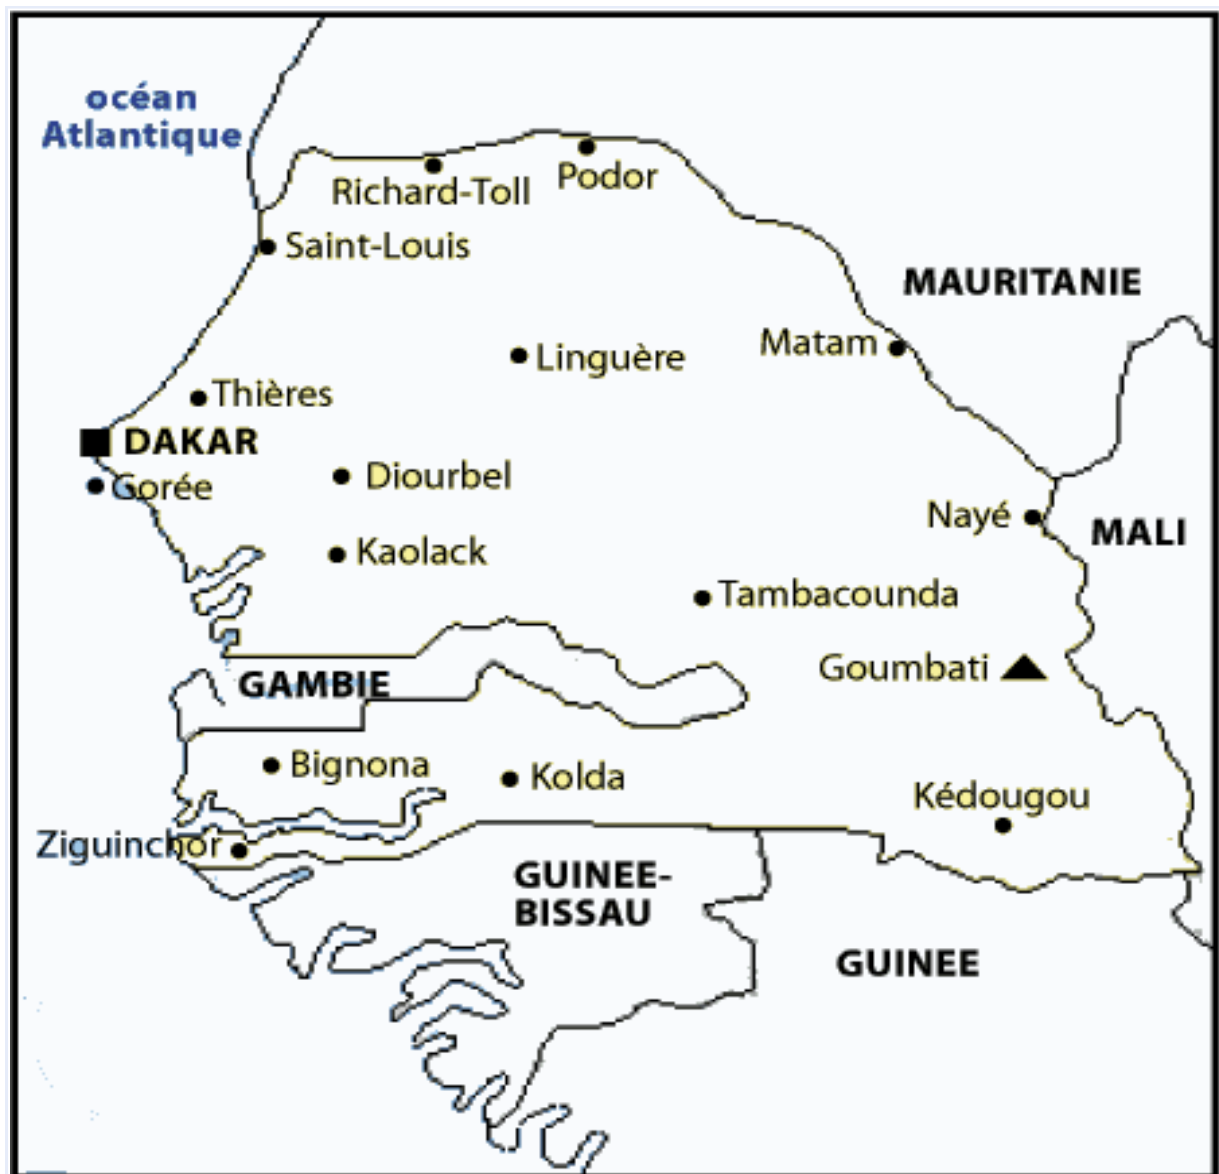 océan
Atlantique
Podor
Richard-Toll
Saint-Louis
MAURITANIE
Matam
Linguère
Thières
DAKAR
Diourbel
Gorée
Nayé
MALI
Kaolack
Tambacounda
Goumbati
GAMBIE
Bignona
Kolda
Kédougou
Ziguinchor
GUINEE-
BISSAU
GUINEE